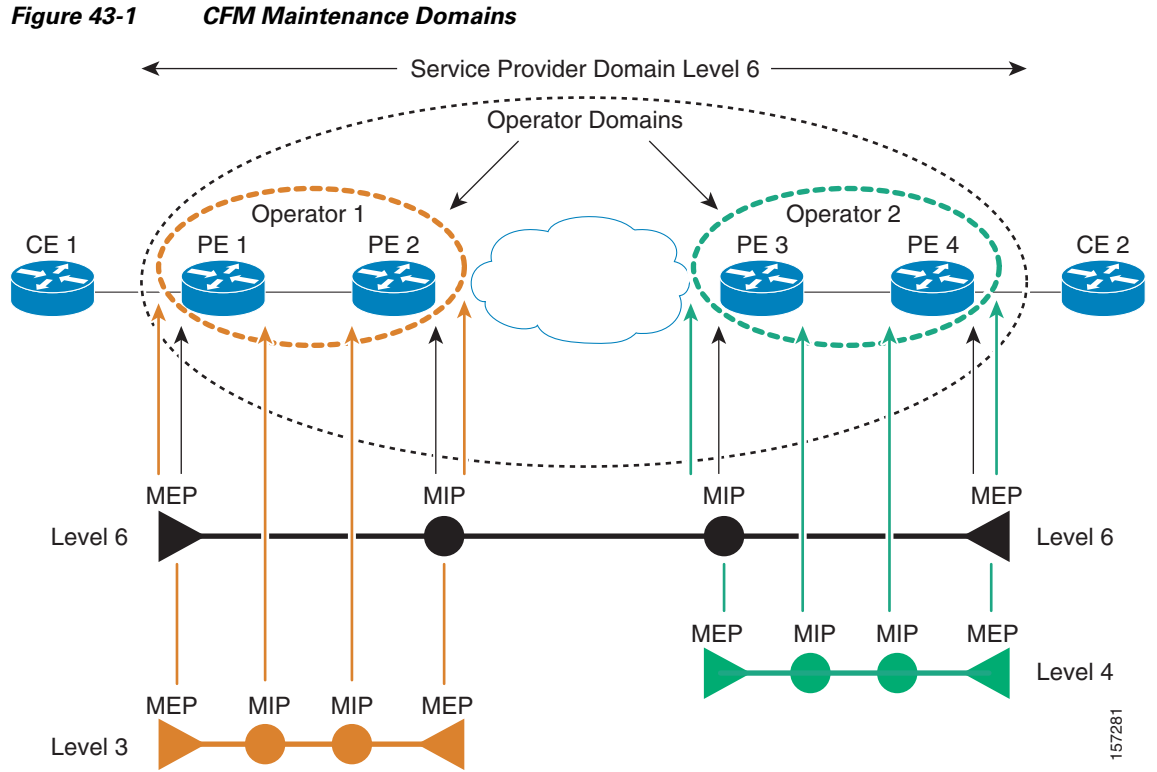 Figure 43-1 CFM Maintenance Domains
Service Provider Domain Level 6
Operator Domains
Operator 1 Operator 2
CE 1 PE 1 PE 2 PE 3 PE 4 CE 2
MEP MIP MIP MEP
Level 6 Level 6
MEP MIP MIP MEP
Level 4
MEP MIP MIP MEP
Level 3
157281